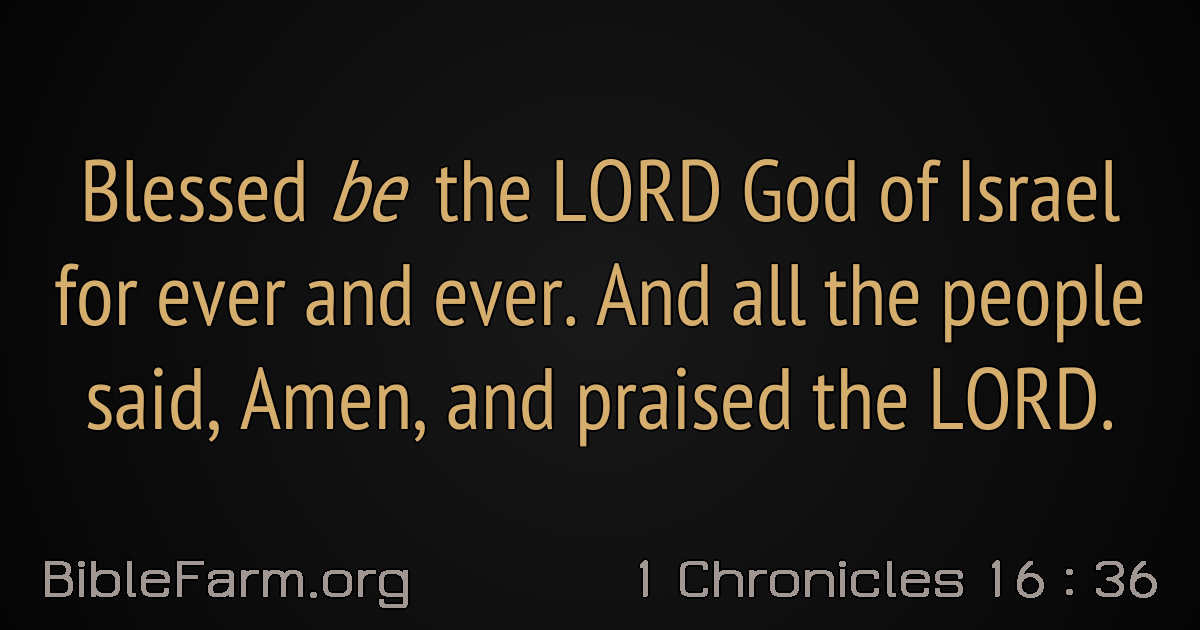 Blessed be the LORD God of Israel
for ever and ever. And all the people
said, Amen, and praised the LORD.
BibleFarm.org
1 Chronicles 16 : 36